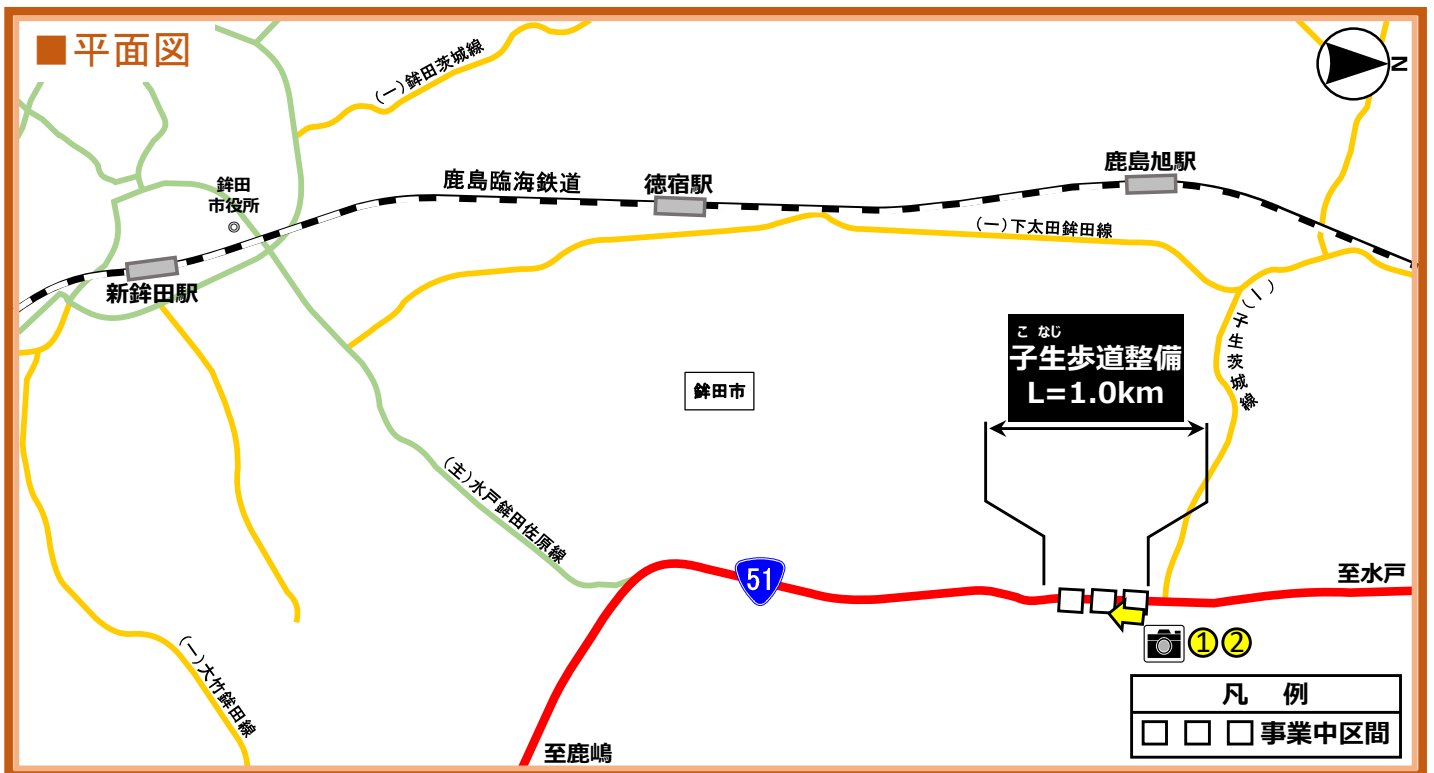 ■平面図
(一)鉾田茨城線
N
鹿島旭駅
鹿島臨海鉄道
徳宿駅
鉾田
市役所
(一)下太田鉾田線
新鉾田駅
(一)子生茨城線
こ なじ
子生歩道整備
L=1.0km
鉾田市
(主)水戸鉾田佐原線
51
至水戸
①②
(一)大竹鉾田線
至鹿嶋
凡 例
事業中区間